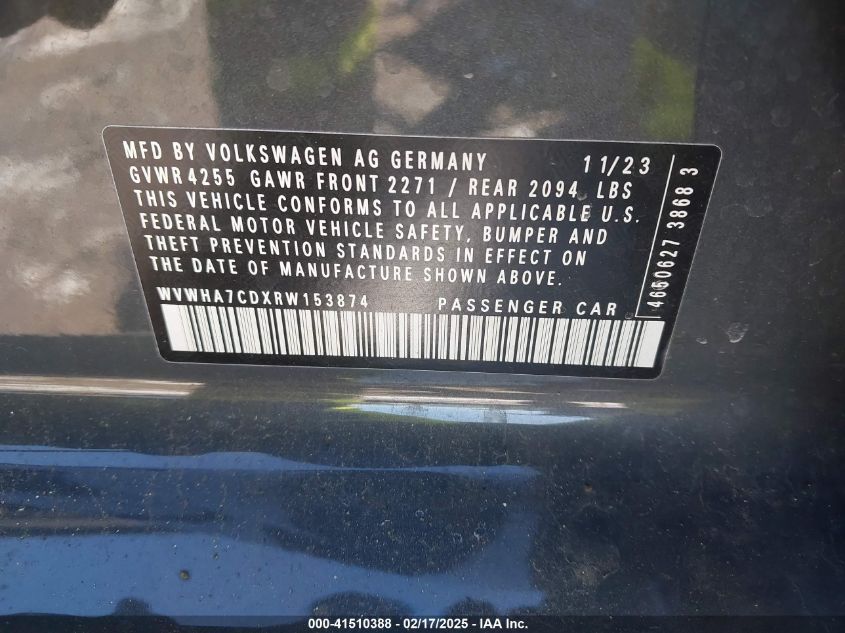 MFD BY VOLKSWAGEN AG GERMANY 11/23
GVWR 4255 GAWR FRONT 2271 / REAR 2094 LBS
THIS VEHICLE CONFORMS TO ALL APPLICABLE U.S.
FEDERAL MOTOR VEHICLE SAFETY, BUMPER AND
THEFT PREVENTION STANDARDS IN EFFECT ON
THE DATE OF MANUFACTURE SHOWN ABOVE.
WVWHA7CDXRW153874 PASSENGER CAR
4650627 3868 3
000-41510388 - 02/17/2025 - IAA, Inc.